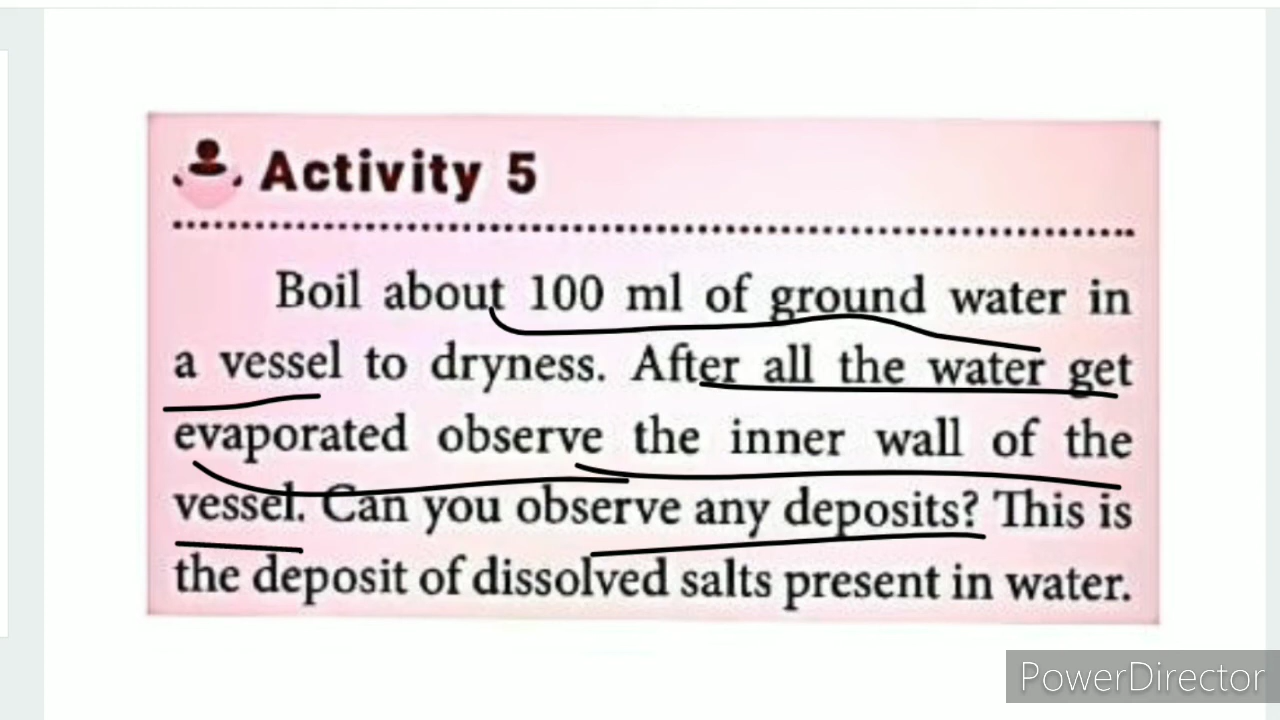 Activity 5
Boil about 100 ml of ground water in
a vessel to dryness. After all the water get
evaporated observe the inner wall of the
vessel. Can you observe any deposits? This is
the deposit of dissolved salts present in water.
PowerDirector